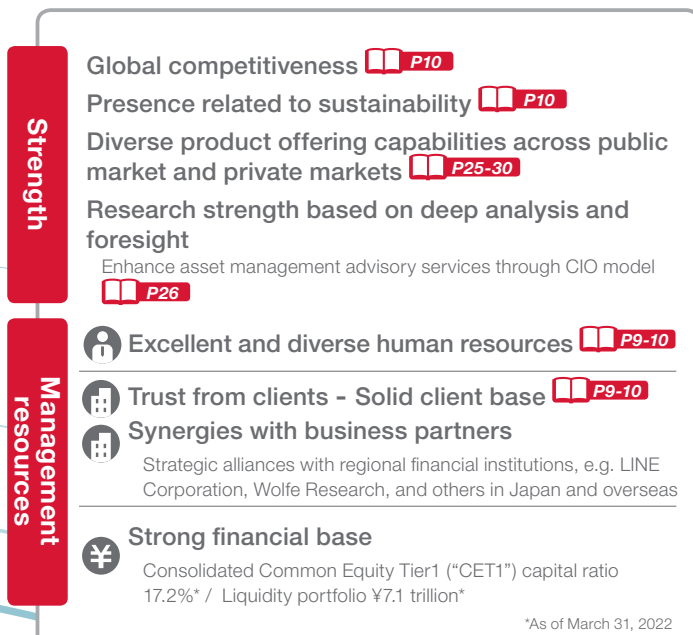 Strength
Global competitiveness P10
Presence related to sustainability P10
Diverse product offering capabilities across public
market and private markets P25-30
Research strength based on deep analysis and
foresight
Enhance asset management advisory services through CIO model
P26
Management
resources
Excellent and diverse human resources P9-10
Trust from clients - Solid client base P9-10
Synergies with business partners
Strategic alliances with regional financial institutions, e.g. LINE
Corporation, Wolfe Research, and others in Japan and overseas
¥
Strong financial base
Consolidated Common Equity Tier1 (“CET1”) capital ratio
17.2%* / Liquidity portfolio ¥7.1 trillion*
*As of March 31, 2022